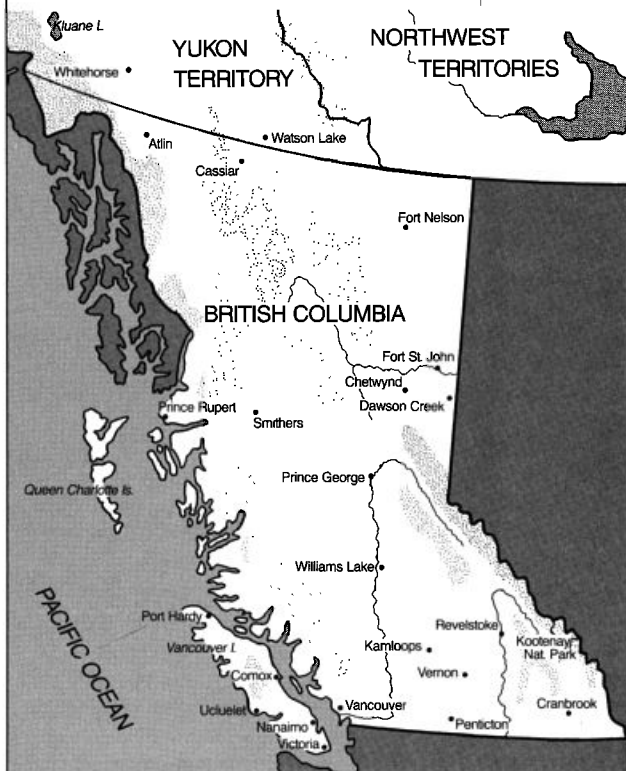 Kluane L.
YUKON
TERRITORY
NORTHWEST
TERRITORIES
Whitehorse
Atlin
Watson Lake
Cassiar
Fort Nelson
BRITISH COLUMBIA
Fort St. John
Chetwynd
Dawson Creek
Prince Rupert
Smithers
Queen Charlotte Is.
Prince George
Williams Lake
PACIFIC OCEAN
Port Hardy
Vancouver I.
Revelstoke
Kootenay
Nat. Park
Kamloops
Vernon
Comox
Ucluelet
Vancouver
Cranbrook
Nanaimo
Penticton
Victoria